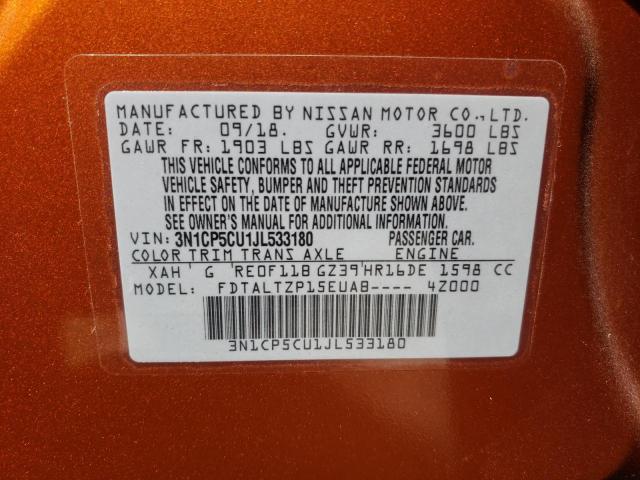 MANUFACTURED BY NISSAN MOTOR CO.,LTD.
DATE: 09/18. GVWR: 3600 LBS
GAWR FR: 1903 LBS GAWR RR: 1698 LBS
THIS VEHICLE CONFORMS TO ALL APPLICABLE FEDERAL MOTOR
VEHICLE SAFETY, BUMPER AND THEFT PREVENTION STANDARDS
IN EFFECT ON THE DATE OF MANUFACTURE SHOWN ABOVE.
SEE OWNER'S MANUAL FOR ADDITIONAL INFORMATION.
VIN: 3N1CP5CU1JL533180 PASSENGER CAR.
COLOR TRIM TRANS AXLE ENGINE
XAH G RE0F11B GZ39 HR16DE 1598 CC
MODEL: FDTALTZP15EUAB---- 4Z000
3N1CP5CU1JL533180